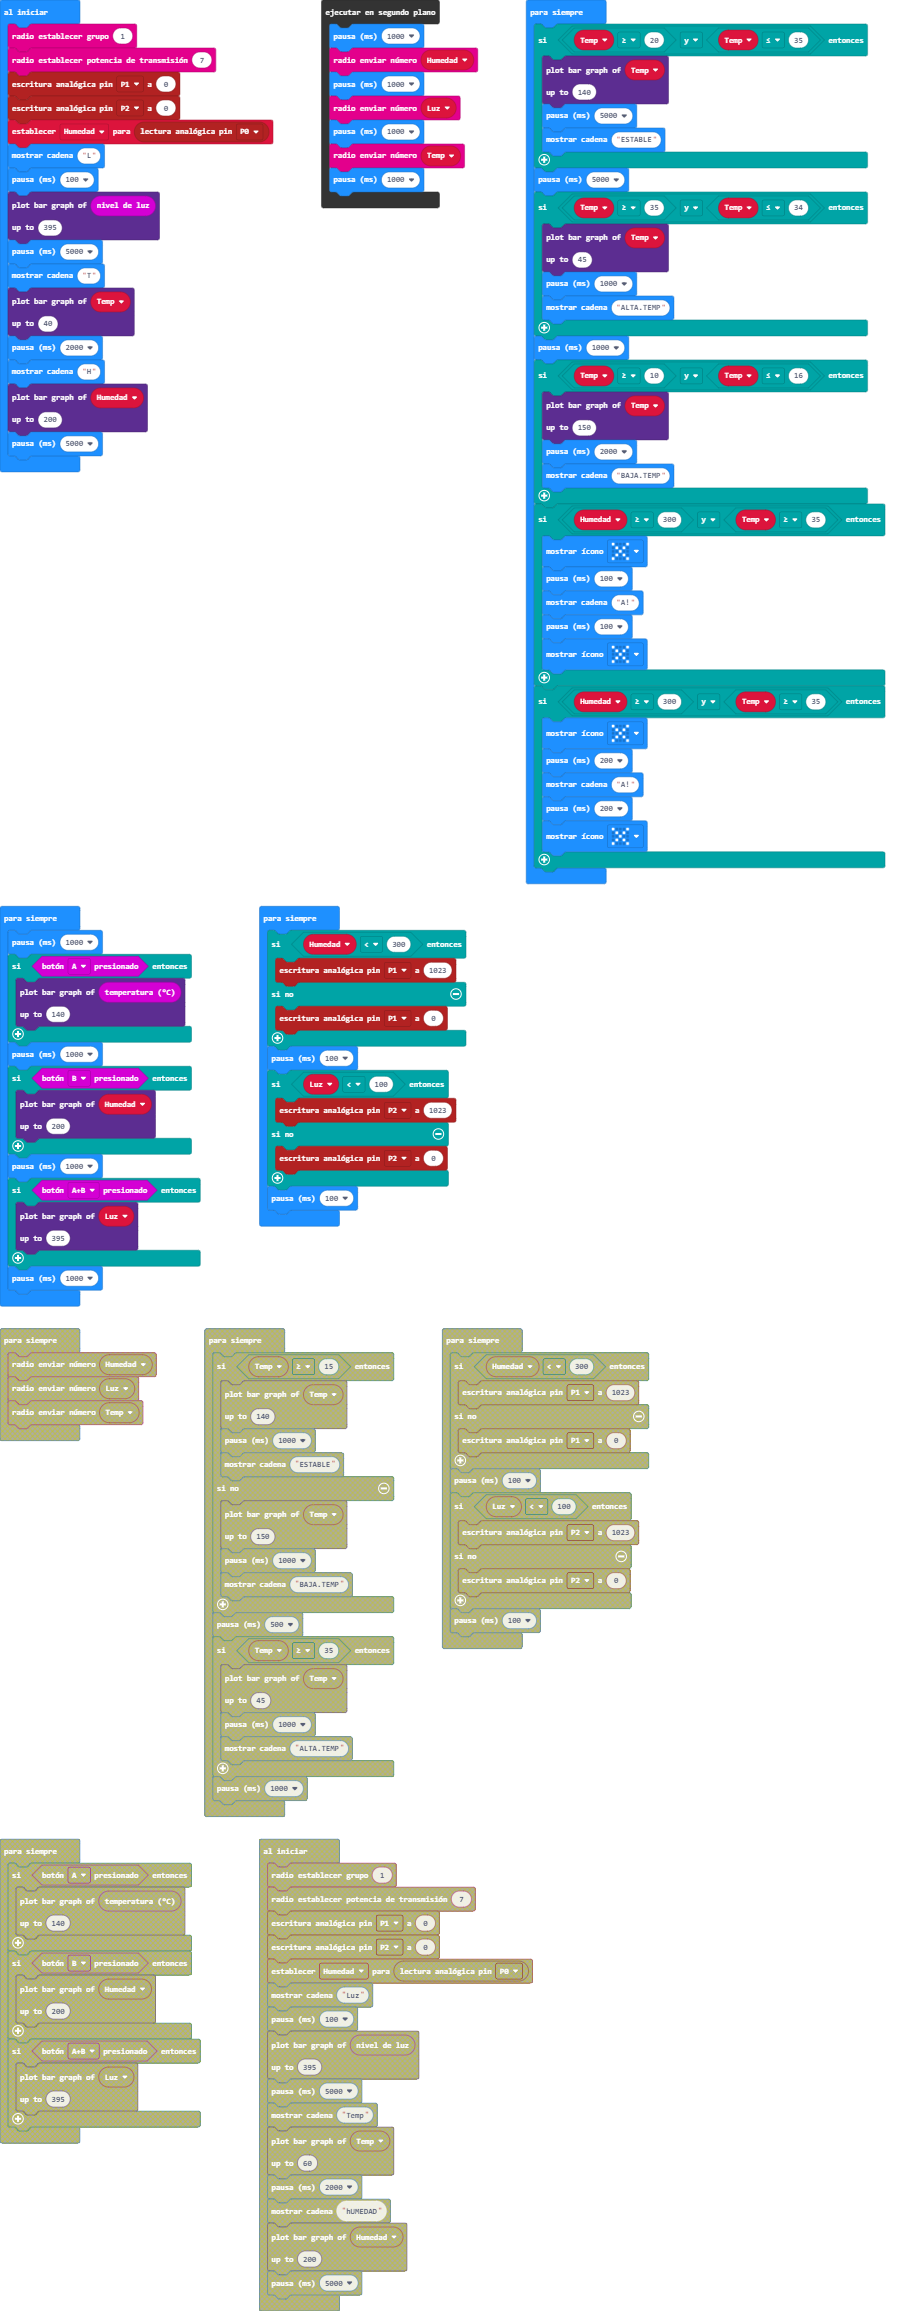 al iniciar
radio establecer grupo 1
radio establecer potencia de transmisión 7
escritura analógica pin P1 a 0
escritura analógica pin P2 a 0
establecer Humedad para lectura analógica pin P0
mostrar cadena "L"
pausa (ms) 100
plot bar graph of nivel de luz
up to 395
pausa (ms) 5000
mostrar cadena "T"
plot bar graph of Temp
up to 40
pausa (ms) 2000
mostrar cadena "H"
plot bar graph of Humedad
up to 200
pausa (ms) 5000
ejecutar en segundo plano
pausa (ms) 1000
radio enviar número Humedad
pausa (ms) 1000
radio enviar número Luz
pausa (ms) 1000
radio enviar número Temp
pausa (ms) 1000
para siempre
si Temp ≥ 20 y Temp ≤ 35 entonces
plot bar graph of Temp
up to 140
pausa (ms) 5000
mostrar cadena "ESTABLE"
pausa (ms) 5000
si Temp ≥ 35 y Temp ≤ 34 entonces
plot bar graph of Temp
up to 45
pausa (ms) 1000
mostrar cadena "ALTA.TEMP"
pausa (ms) 1000
si Temp ≥ 10 y Temp ≤ 16 entonces
plot bar graph of Temp
up to 150
pausa (ms) 2000
mostrar cadena "BAJA.TEMP"
si Humedad ≥ 300 y Temp ≥ 35 entonces
mostrar ícono
pausa (ms) 100
mostrar cadena "A!"
pausa (ms) 100
mostrar ícono
si Humedad ≥ 300 y Temp ≥ 35 entonces
mostrar ícono
pausa (ms) 200
mostrar cadena "A!"
pausa (ms) 200
mostrar ícono
para siempre
pausa (ms) 1000
si botón A presionado entonces
plot bar graph of temperatura (°C)
up to 140
pausa (ms) 1000
si botón B presionado entonces
plot bar graph of Humedad
up to 200
pausa (ms) 1000
si botón A+B presionado entonces
plot bar graph of Luz
up to 395
pausa (ms) 1000
para siempre
si Humedad < 300 entonces
escritura analógica pin P1 a 1023
si no
escritura analógica pin P1 a 0
pausa (ms) 100
si Luz < 100 entonces
escritura analógica pin P2 a 1023
si no
escritura analógica pin P2 a 0
pausa (ms) 100
para siempre
radio enviar número Humedad
radio enviar número Luz
radio enviar número Temp
para siempre
si Temp ≥ 15 entonces
plot bar graph of Temp
up to 140
pausa (ms) 1000
mostrar cadena "ESTABLE"
si no
plot bar graph of Temp
up to 150
pausa (ms) 1000
mostrar cadena "BAJA.TEMP"
pausa (ms) 500
si Temp ≥ 35 entonces
plot bar graph of Temp
up to 45
pausa (ms) 1000
mostrar cadena "ALTA.TEMP"
pausa (ms) 1000
para siempre
si Humedad < 300 entonces
escritura analógica pin P1 a 1023
si no
escritura analógica pin P1 a 0
pausa (ms) 100
si Luz < 100 entonces
escritura analógica pin P2 a 1023
si no
escritura analógica pin P2 a 0
pausa (ms) 100
para siempre
si botón A presionado entonces
plot bar graph of temperatura (°C)
up to 140
si botón B presionado entonces
plot bar graph of Humedad
up to 200
si botón A+B presionado entonces
plot bar graph of Luz
up to 395
al iniciar
radio establecer grupo 1
radio establecer potencia de transmisión 7
escritura analógica pin P1 a 0
escritura analógica pin P2 a 0
establecer Humedad para lectura analógica pin P0
mostrar cadena "Luz"
pausa (ms) 100
plot bar graph of nivel de luz
up to 395
pausa (ms) 5000
mostrar cadena "Temp"
plot bar graph of Temp
up to 60
pausa (ms) 2000
mostrar cadena "hUMEDAD"
plot bar graph of Humedad
up to 200
pausa (ms) 5000